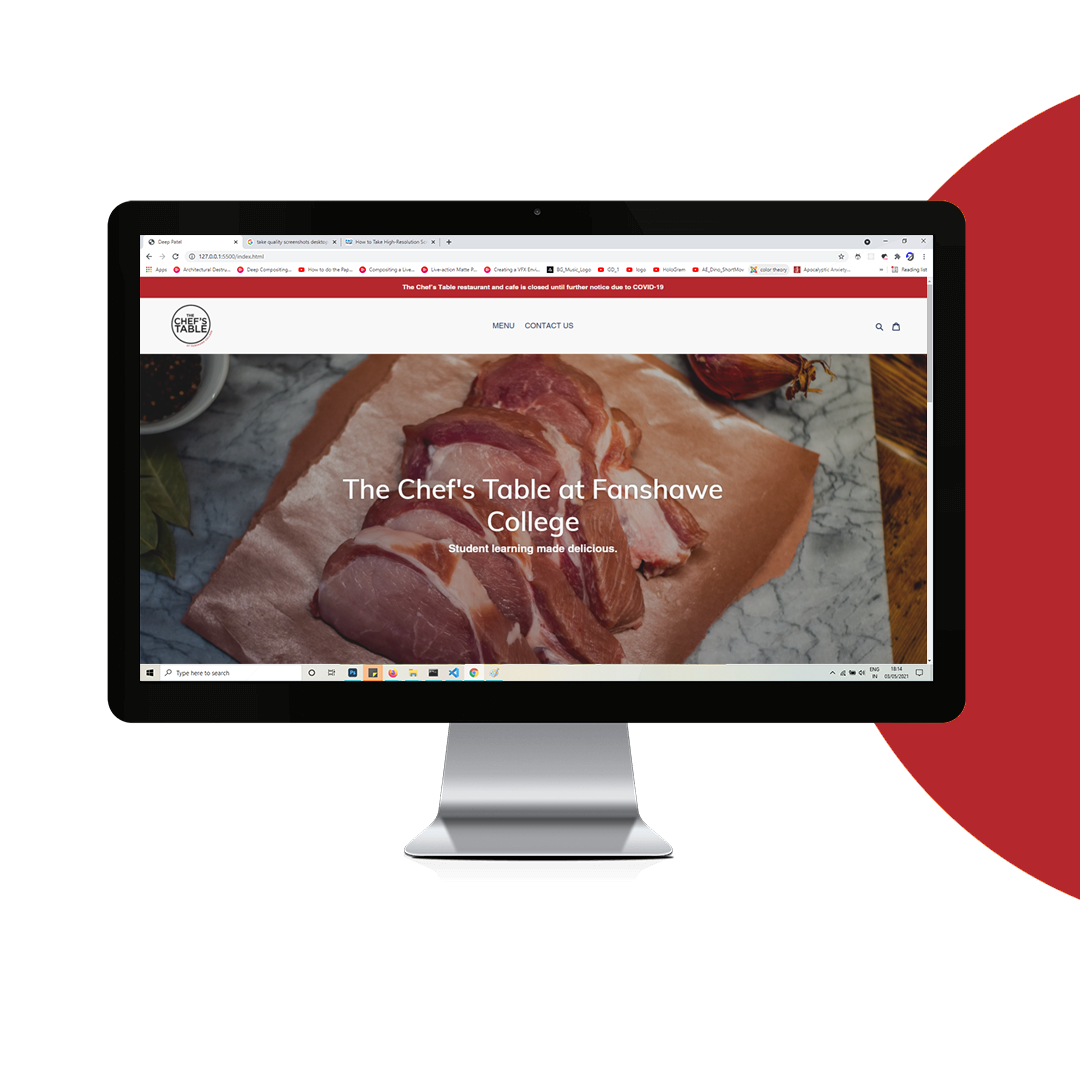 Deep Patel
take quality screenshots desktop
How to Take High-Resolution S
127.0.0.1:5500/index.html
Apps
Architectural Destru...
Deep Compositing...
How to do the Pap...
Compositing a Live...
Live-action Matte P...
Creating a VFX Envi...
BG_Music_Logo
GD_1
logo
HoloGram
AE_Dino_ShortMov
color theory
Apocalyptic Anxiety...
Reading list
The Chef's Table restaurant and cafe is closed until further notice due to COVID-19
THE
CHEF'S
TABLE
MENU CONTACT US
The Chef's Table at Fanshawe
College
Student learning made delicious.
Type here to search
ENG
IN
18:14
03/05/2021